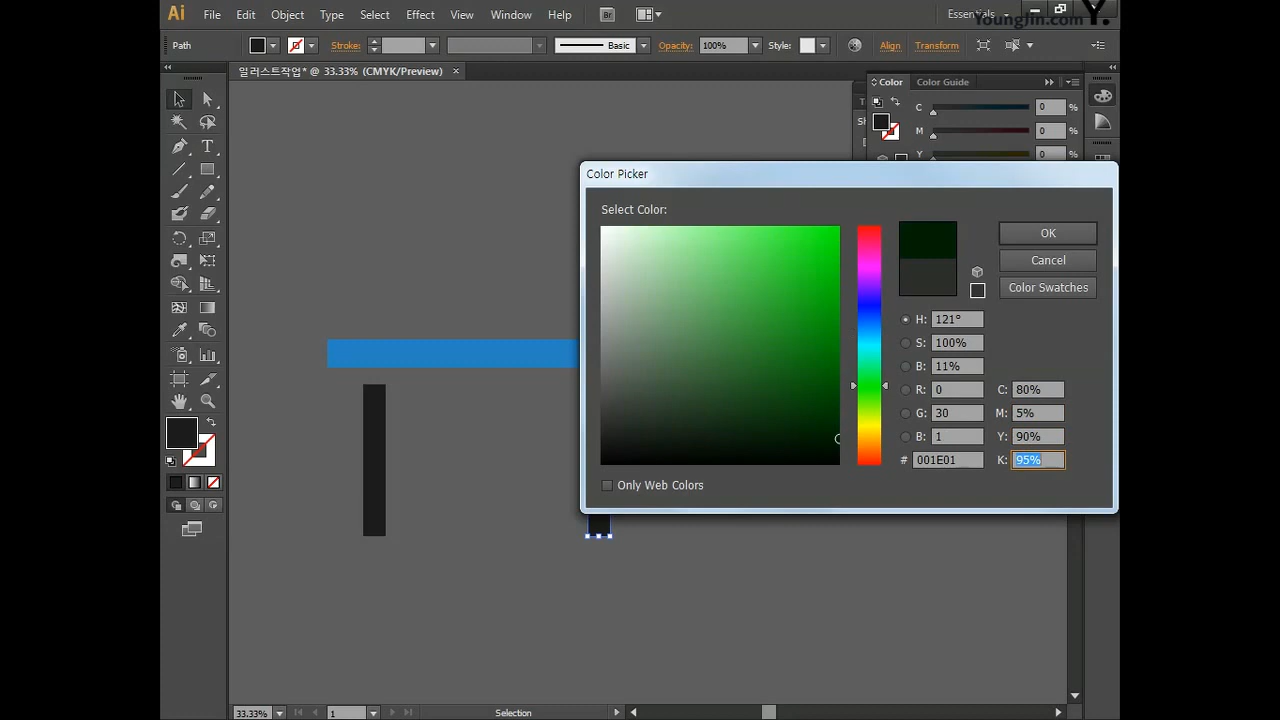 Ai File Edit Object Type Select Effect View Window Help Br Essentials
YoungJin.com Y.
Path Stroke: Basic Opacity: 100% Style: Align Transform
일러스트작업* @ 33.33% (CMYK/Preview) ×
Color Color Guide
C 0 %
M 0 %
Y 0 %
Color Picker
Select Color:
OK
Cancel
Color Swatches
H: 121°
S: 100%
B: 11%
R: 0 C: 80%
G: 30 M: 5%
B: 1 Y: 90%
# 001E01 K: 95%
Only Web Colors
33.33% 1 Selection